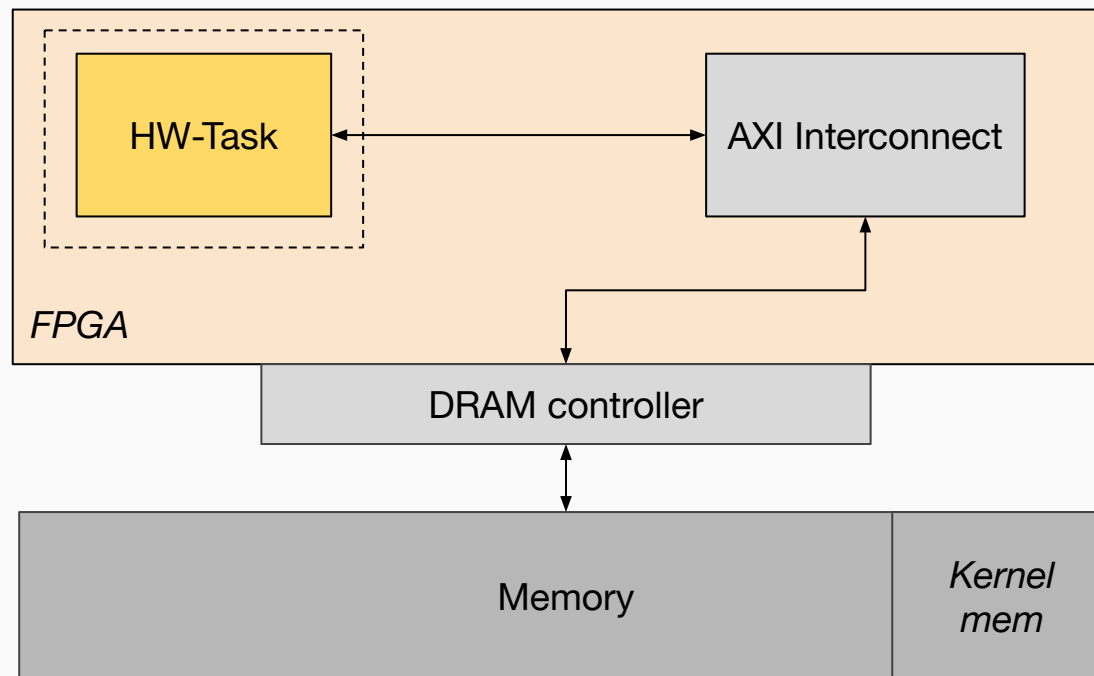 HW-Task
AXI Interconnect
FPGA
DRAM controller
Memory
Kernel
mem